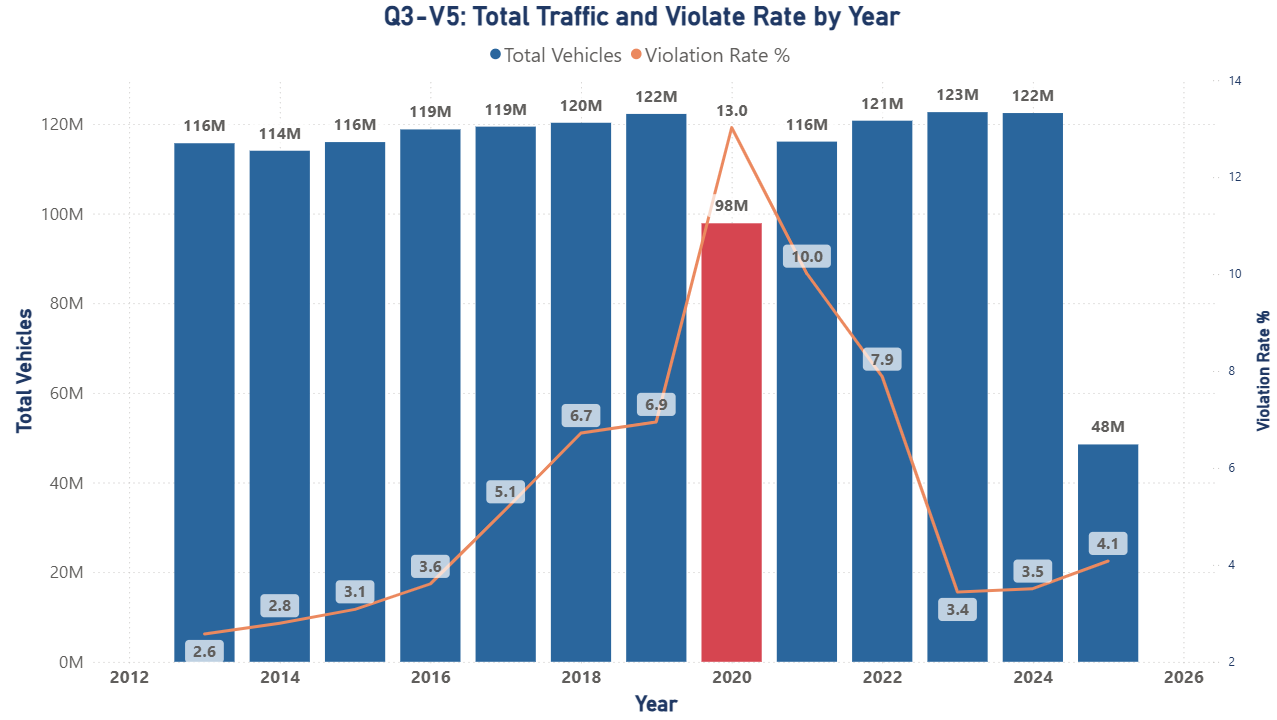 Q3-V5: Total Traffic and Violate Rate by Year
Total Vehicles Violation Rate %
Total Vehicles
120M
100M
80M
60M
40M
20M
0M
116M
114M
116M
119M
119M
120M
122M
98M
116M
121M
123M
122M
48M
2.6
2.8
3.1
3.6
5.1
6.7
6.9
13.0
10.0
7.9
3.4
3.5
4.1
14
12
10
8
6
4
2
Violation Rate %
2012 2014 2016 2018 2020 2022 2024 2026
Year